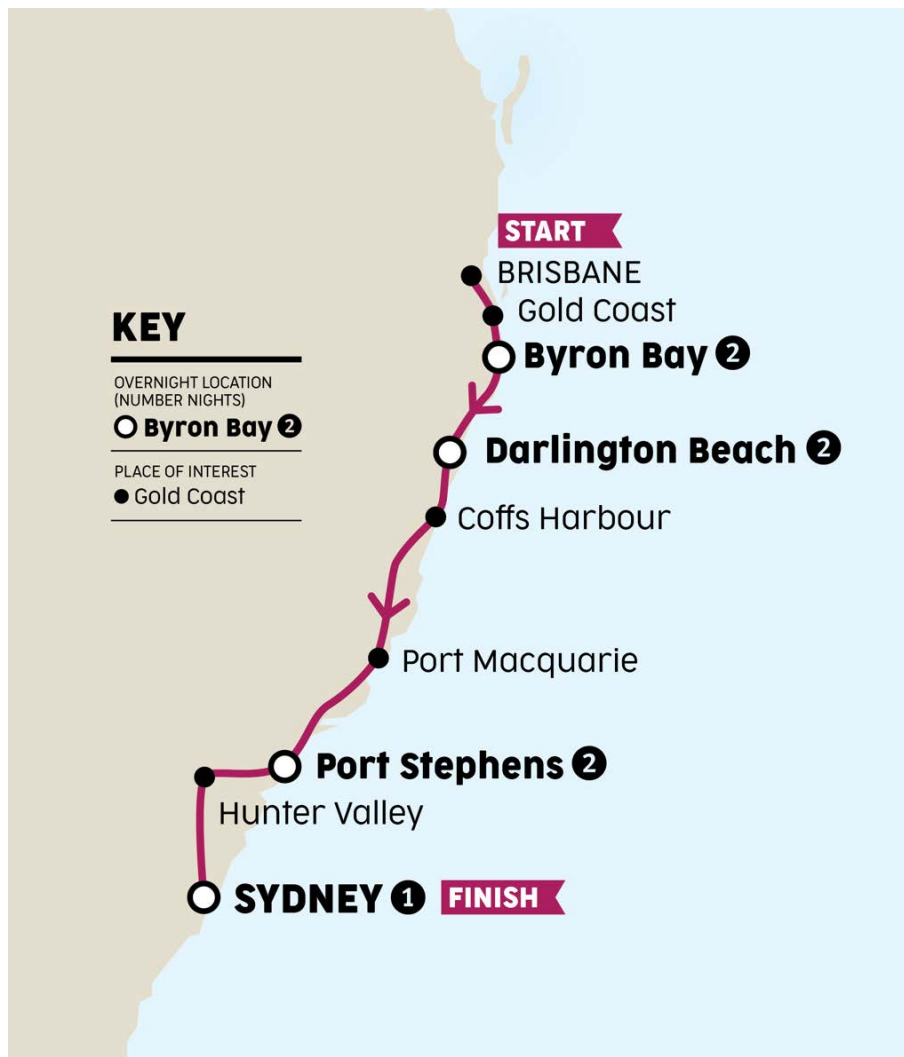 START
BRISBANE
Gold Coast
KEY
Byron Bay 2
OVERNIGHT LOCATION
(NUMBER NIGHTS)
Byron Bay 2
Darlington Beach 2
PLACE OF INTEREST
Gold Coast
Coffs Harbour
Port Macquarie
Port Stephens 2
Hunter Valley
SYDNEY 1 FINISH